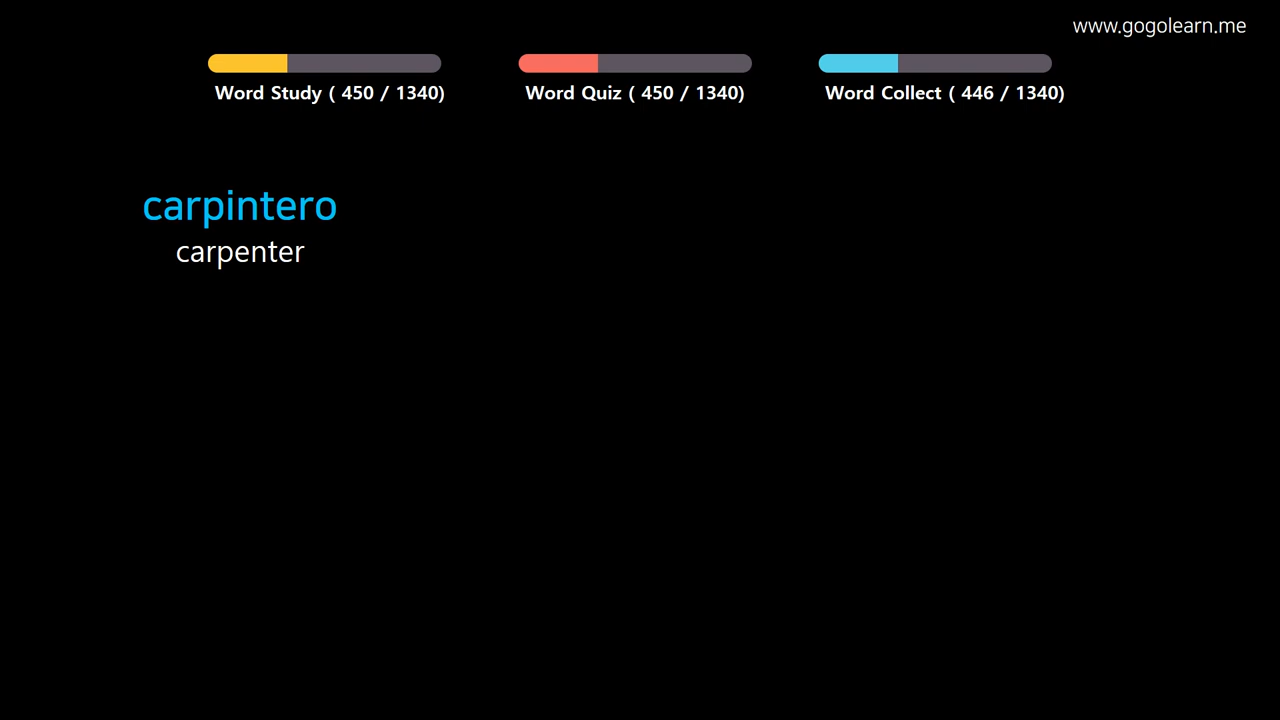 www.gogolearn.me
Word Study ( 450 / 1340)
Word Quiz ( 450 / 1340)
Word Collect ( 446 / 1340)
carpintero
carpenter